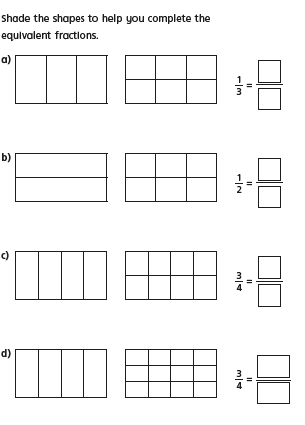 Shade the shapes to help you complete the
equivalent fractions.
a)
1/3 =
b)
1/2 =
c)
3/4 =
d)
3/4 =